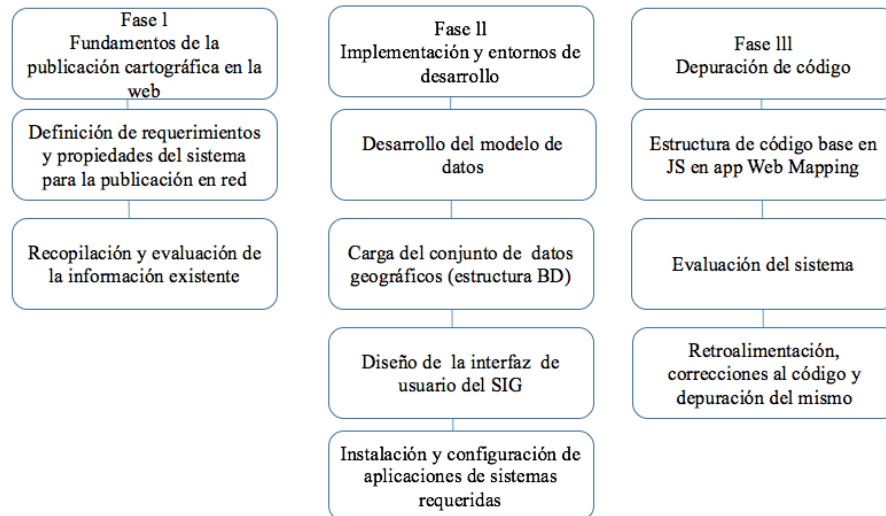 Fase l
Fundamentos de la
publicación cartográfica en la
web
Definición de requerimientos
y propiedades del sistema
para la publicación en red
Recopilación y evaluación de
la información existente
Fase ll
Implementación y entornos de
desarrollo
Desarrollo del modelo de
datos
Carga del conjunto de datos
geográficos (estructura BD)
Diseño de la interfaz de
usuario del SIG
Instalación y configuración de
aplicaciones de sistemas
requeridas
Fase lll
Depuración de código
Estructura de código base en
JS en app Web Mapping
Evaluación del sistema
Retroalimentación,
correcciones al código y
depuración del mismo